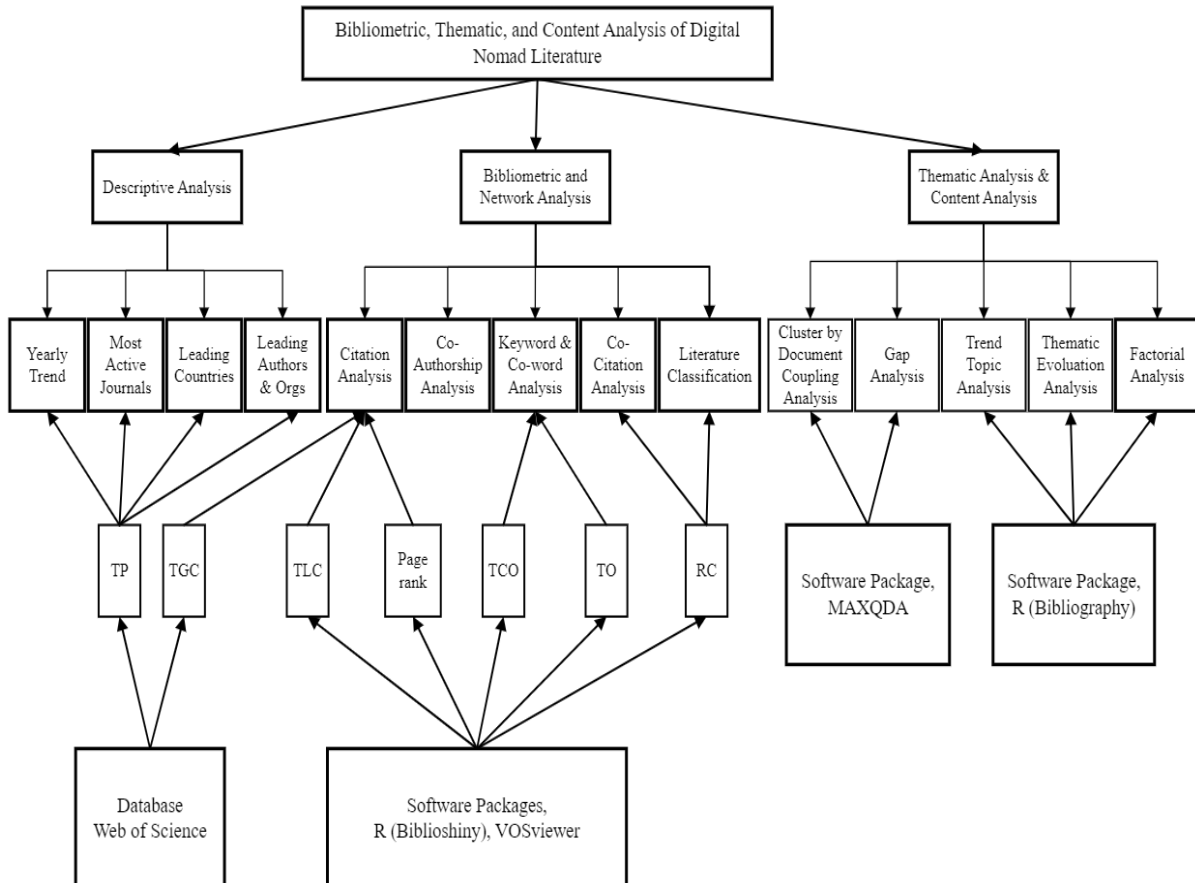 Bibliometric, Thematic, and Content Analysis of Digital
Nomad Literature
Descriptive Analysis
Bibliometric and
Network Analysis
Thematic Analysis &
Content Analysis
Yearly
Trend
Most
Active
Journals
Leading
Countries
Leading
Authors
& Orgs
Citation
Analysis
Co-
Authorship
Analysis
Keyword &
Co-word
Analysis
Co-
Citation
Analysis
Literature
Classification
Cluster by
Document
Coupling
Analysis
Gap
Analysis
Trend
Topic
Analysis
Thematic
Evoluation
Analysis
Factorial
Analysis
TP
TGC
TLC
Page
rank
TCO
TO
RC
Software Package,
MAXQDA
Software Package,
R (Bibliography)
Database
Web of Science
Software Packages,
R (Biblioshiny), VOSviewer